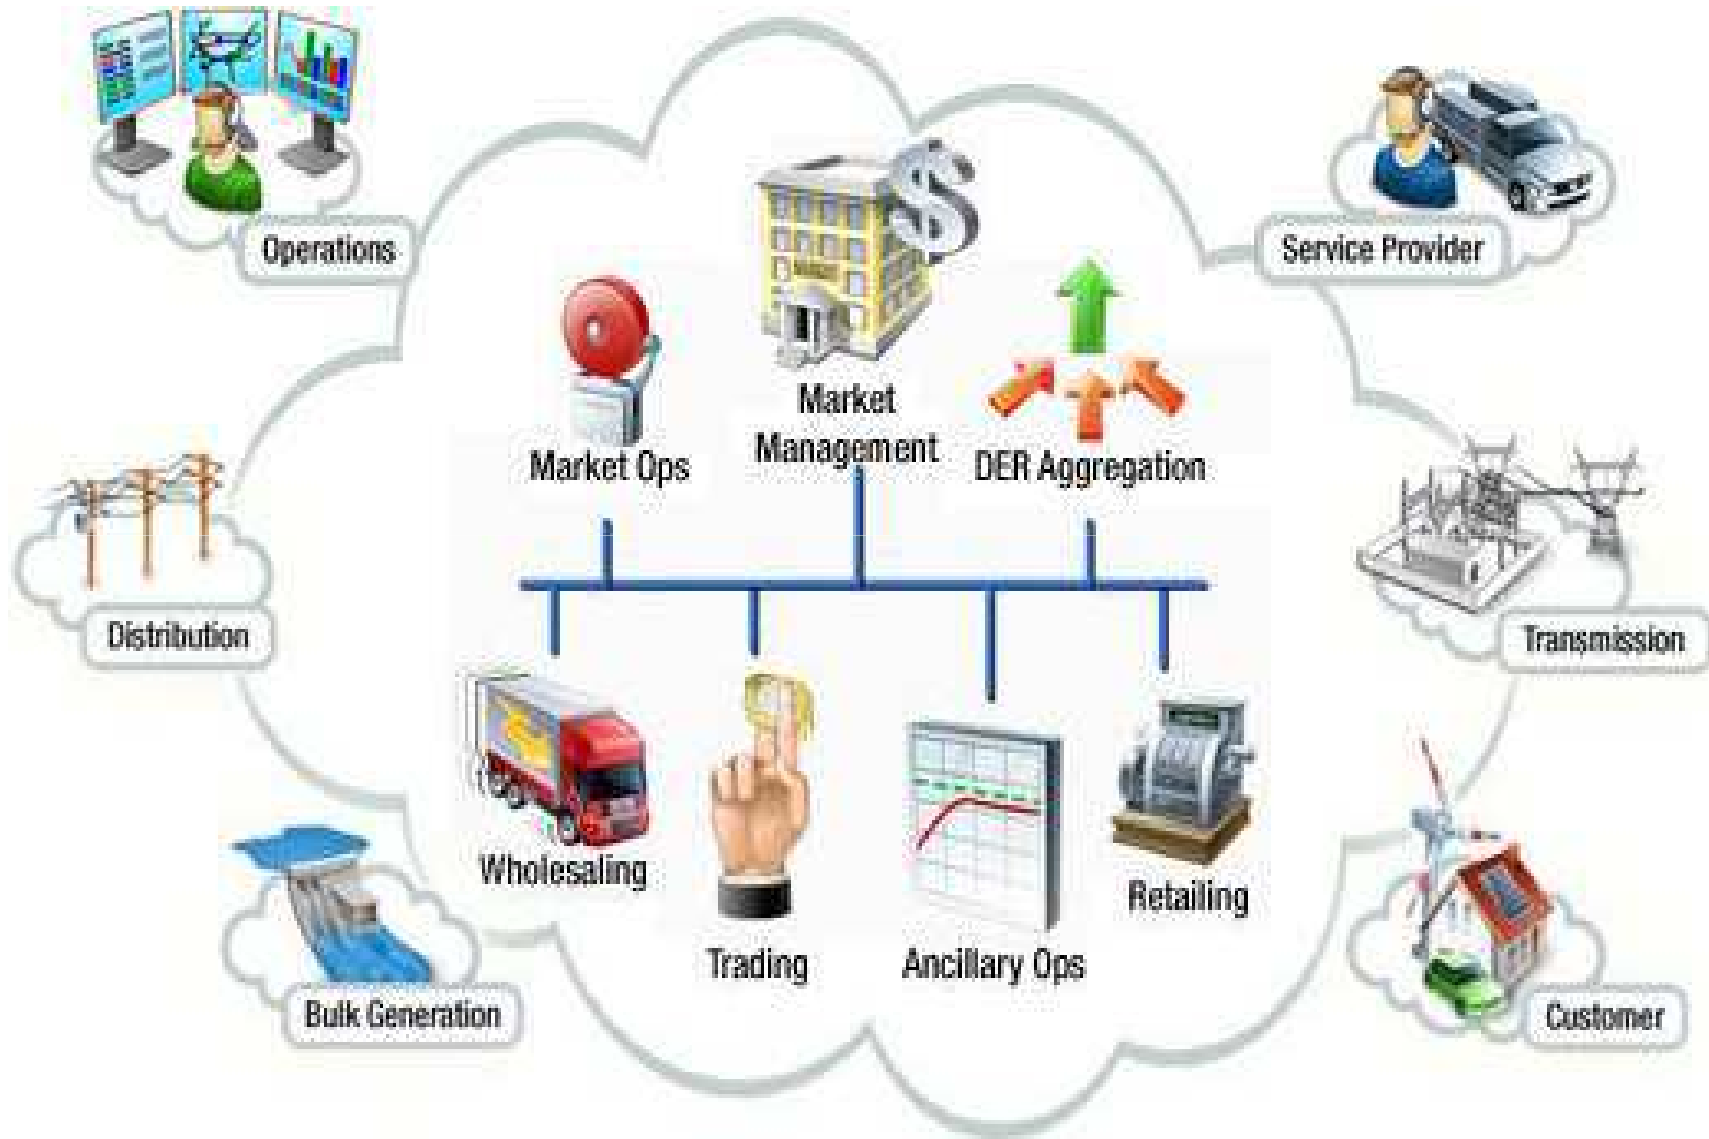 Operations
Service Provider
Market
Management
Market Ops
DER Aggregation
Distribution
Transmission
Wholesaling
Retailing
Trading
Ancillary Ops
Bulk Generation
Customer